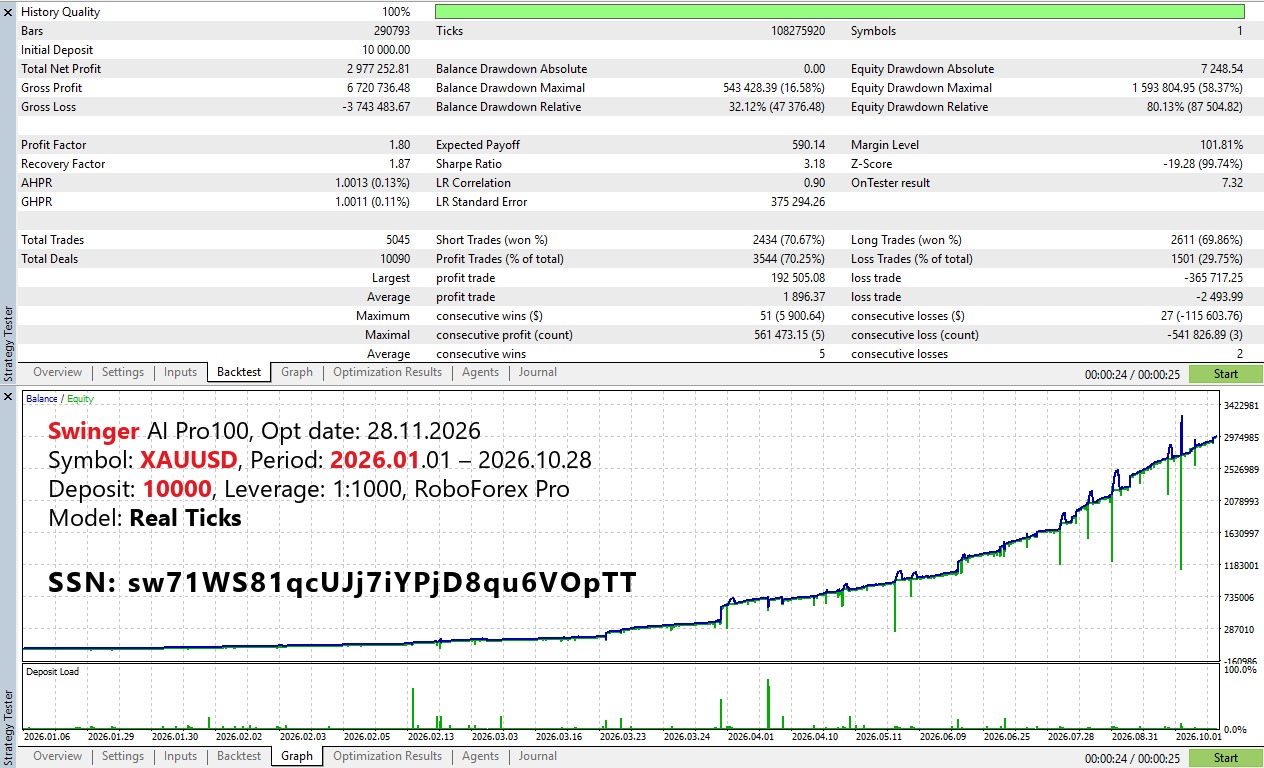 History Quality 100%
Bars 290793 Ticks 108275920 Symbols 1
Initial Deposit 10 000.00
Total Net Profit 2 977 252.81 Balance Drawdown Absolute 0.00 Equity Drawdown Absolute 7 248.54
Gross Profit 6 720 736.48 Balance Drawdown Maximal 543 428.39 (16.58%) Equity Drawdown Maximal 1 593 804.95 (58.37%)
Gross Loss -3 743 483.67 Balance Drawdown Relative 32.12% (47 376.48) Equity Drawdown Relative 80.13% (87 504.82)
Profit Factor 1.80 Expected Payoff 590.14 Margin Level 101.81%
Recovery Factor 1.87 Sharpe Ratio 3.18 Z-Score -19.28 (99.74%)
AHPR 1.0013 (0.13%) LR Correlation 0.90 OnTester result 7.32
GHPR 1.0011 (0.11%) LR Standard Error 375 294.26
Total Trades 5045 Short Trades (won %) 2434 (70.67%) Long Trades (won %) 2611 (69.86%)
Total Deals 10090 Profit Trades (% of total) 3544 (70.25%) Loss Trades (% of total) 1501 (29.75%)
Largest profit trade 192 505.08 loss trade -365 717.25
Average profit trade 1 896.37 loss trade -2 493.99
Maximum consecutive wins ($) 51 (5 900.64) consecutive losses ($) 27 (-115 603.76)
Maximal consecutive profit (count) 561 473.15 (5) consecutive loss (count) -541 826.89 (3)
Average consecutive wins 5 consecutive losses 2
Strategy Tester
Overview Settings Inputs Backtest Graph Optimization Results Agents Journal 00:00:24 / 00:00:25 Start
Balance / Equity
Swinger AI Pro100, Opt date: 28.11.2026
Symbol: XAUUSD, Period: 2026.01.01 – 2026.10.28
Deposit: 10000, Leverage: 1:1000, RoboForex Pro
Model: Real Ticks
SSN: sw71WS81qcUJj7iYPjD8qu6VOpTT
3422981
2974985
2526989
2078993
1630997
1183001
735006
287010
-160986
Deposit Load
100.0%
0.0%
2026.01.06 2026.01.29 2026.01.30 2026.02.02 2026.02.03 2026.02.05 2026.02.12 2026.03.03 2026.03.16 2026.03.23 2026.03.13 2026.04.01 2026.04.10 2026.05.19 2026.06.09 2026.06.25 2026.07.28 2026.08.31 2026.10.01
Strategy Tester
Overview Settings Inputs Backtest Graph Optimization Results Agents Journal 00:00:24 / 00:00:25 Start